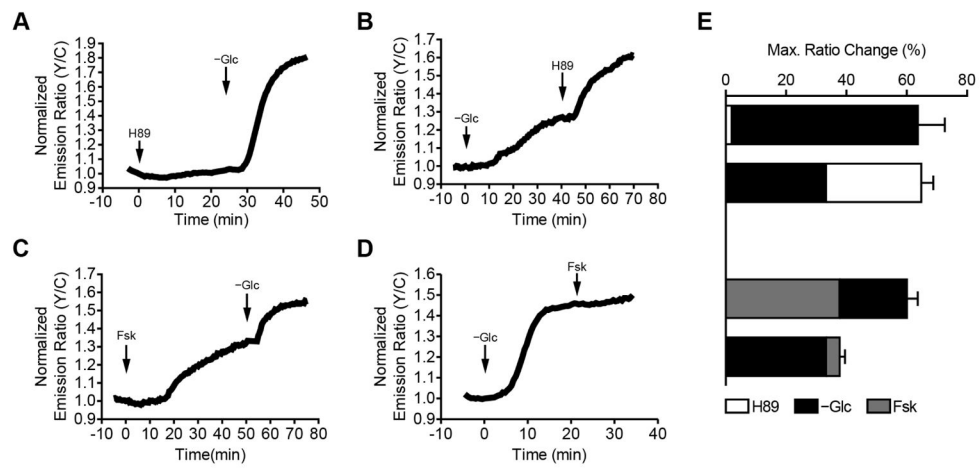 A
Normalized
Emission Ratio (Y/C)
1.9
1.8
1.7
1.6
1.5
1.4
1.3
1.2
1.1
1.0
0.9
H89
−Glc
-10 0 10 20 30 40 50
Time (min)
B
Normalized
Emission Ratio (Y/C)
1.7
1.6
1.5
1.4
1.3
1.2
1.1
1.0
0.9
−Glc
H89
-10 0 10 20 30 40 50 60 70 80
Time (min)
C
Normalized
Emission Ratio (Y/C)
1.7
1.6
1.5
1.4
1.3
1.2
1.1
1.0
0.9
Fsk
−Glc
-10 0 10 20 30 40 50 60 70 80
Time(min)
D
Normalized
Emission Ratio (Y/C)
1.6
1.5
1.4
1.3
1.2
1.1
1.0
0.9
−Glc
Fsk
-10 0 10 20 30 40
Time (min)
E
Max. Ratio Change (%)
0 20 40 60 80
H89 −Glc Fsk